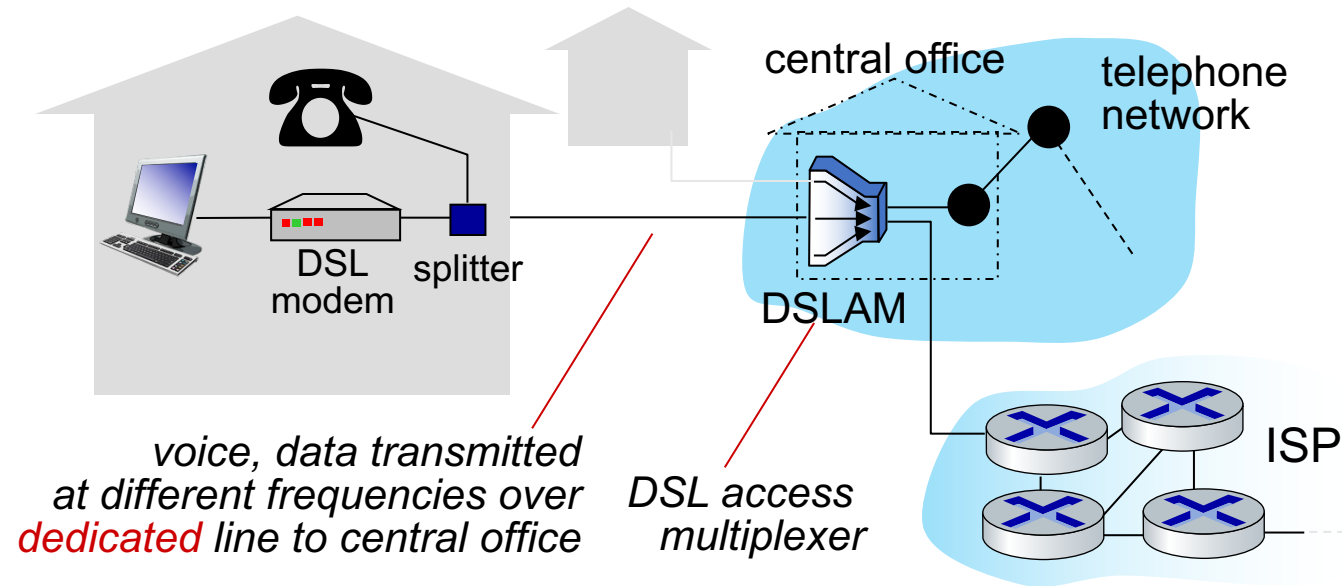 central office
telephone
network
DSL
modem
splitter
DSLAM
ISP
voice, data transmitted
at different frequencies over
dedicated line to central office
DSL access
multiplexer